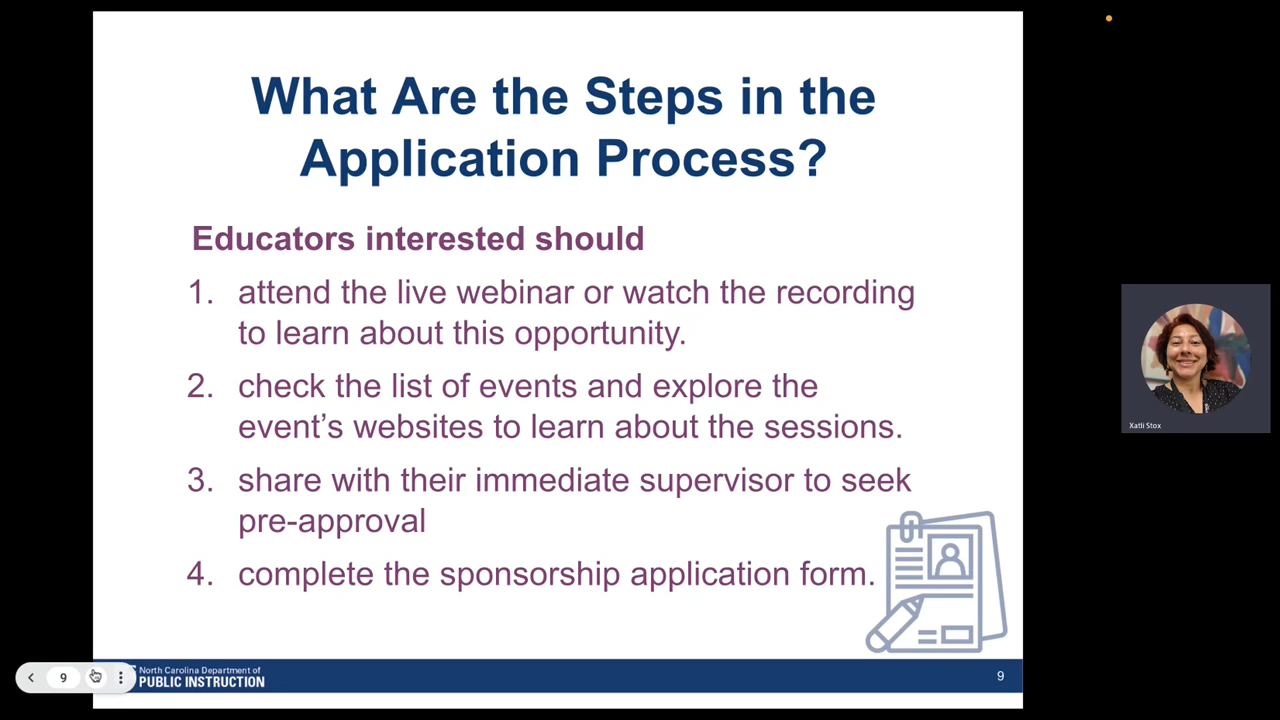 What Are the Steps in the
Application Process?
Educators interested should
1. attend the live webinar or watch the recording
to learn about this opportunity.
2. check the list of events and explore the
event’s websites to learn about the sessions.
3. share with their immediate supervisor to seek
pre-approval
4. complete the sponsorship application form.
Xatli Stox
9
North Carolina Department of
PUBLIC INSTRUCTION
9